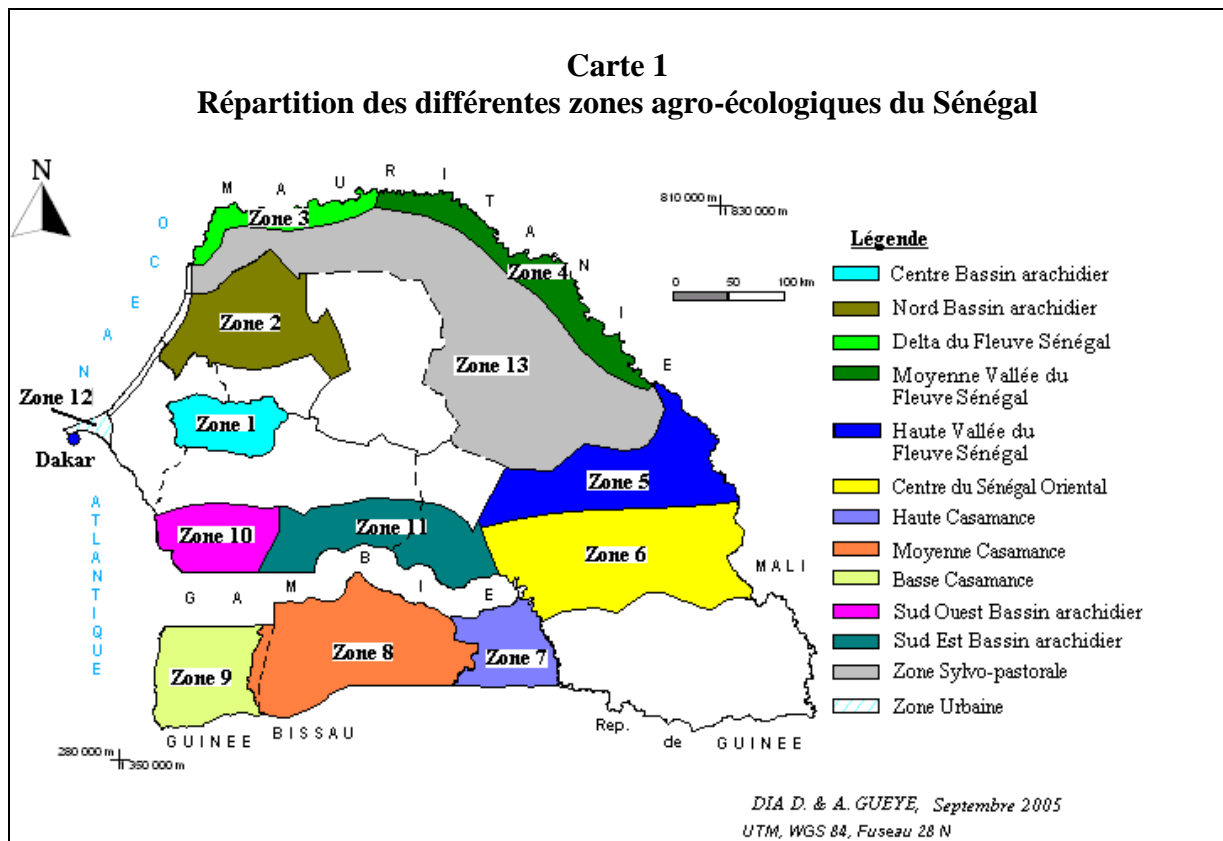 Carte 1
Répartition des différentes zones agro-écologiques du Sénégal
N
MAURITANIE
OCEAN
ATLANTIQUE
810 000 m
830 000 m
0 50 100 km
Zone 3
Zone 4
Zone 2
Zone 13
Zone 12
Zone 1
Dakar
Zone 5
Zone 10
Zone 11
Zone 6
GAMBIE
MALI
Zone 9
Zone 8
Zone 7
GUINEE BISSAU
Rep. de GUINEE
280 000 m
350 000 m
Légende
Centre Bassin arachidier
Nord Bassin arachidier
Delta du Fleuve Sénégal
Moyenne Vallée du
Fleuve Sénégal
Haute Vallée du
Fleuve Sénégal
Centre du Sénégal Oriental
Haute Casamance
Moyenne Casamance
Basse Casamance
Sud Ouest Bassin arachidier
Sud Est Bassin arachidier
Zone Sylvo-pastorale
Zone Urbaine
DIA D. & A. GUEYE, Septembre 2005
UTM, WGS 84, Fuseau 28 N